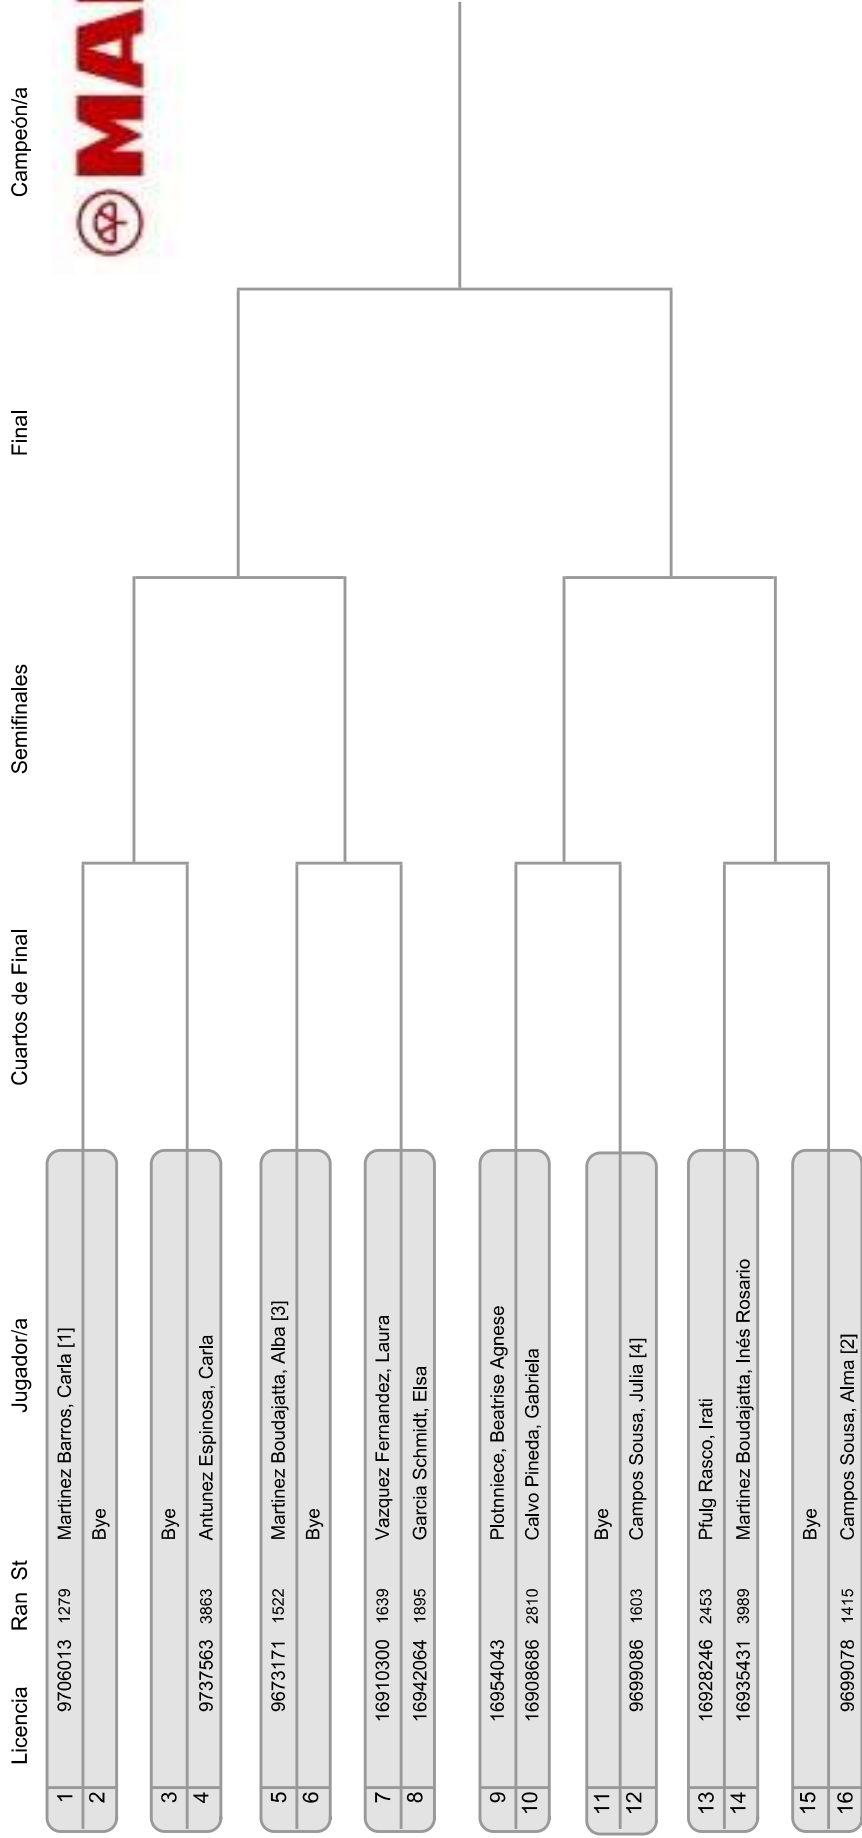 Licencia Ran St Jugador/a Cuartos de Final Semifinales Final Campeón/a
1 9706013 1279 Martinez Barros, Carla [1]
2 Bye
3 Bye
4 9737563 3863 Antunez Espinosa, Carla
5 9673171 1522 Martinez Boudajatta, Alba [3]
6 Bye
7 16910300 1639 Vazquez Fernandez, Laura
8 16942064 1895 Garcia Schmidt, Elsa
9 16954043 Plotnniece, Beatrise Agnese
10 16908686 2810 Calvo Pineda, Gabriela
11 Bye
12 9699086 1603 Campos Sousa, Julia [4]
13 16928246 2453 Pfulg Rasco, Irati
14 16935431 3989 Martinez Boudajatta, Inés Rosario
15 Bye
16 9699078 1415 Campos Sousa, Alma [2]